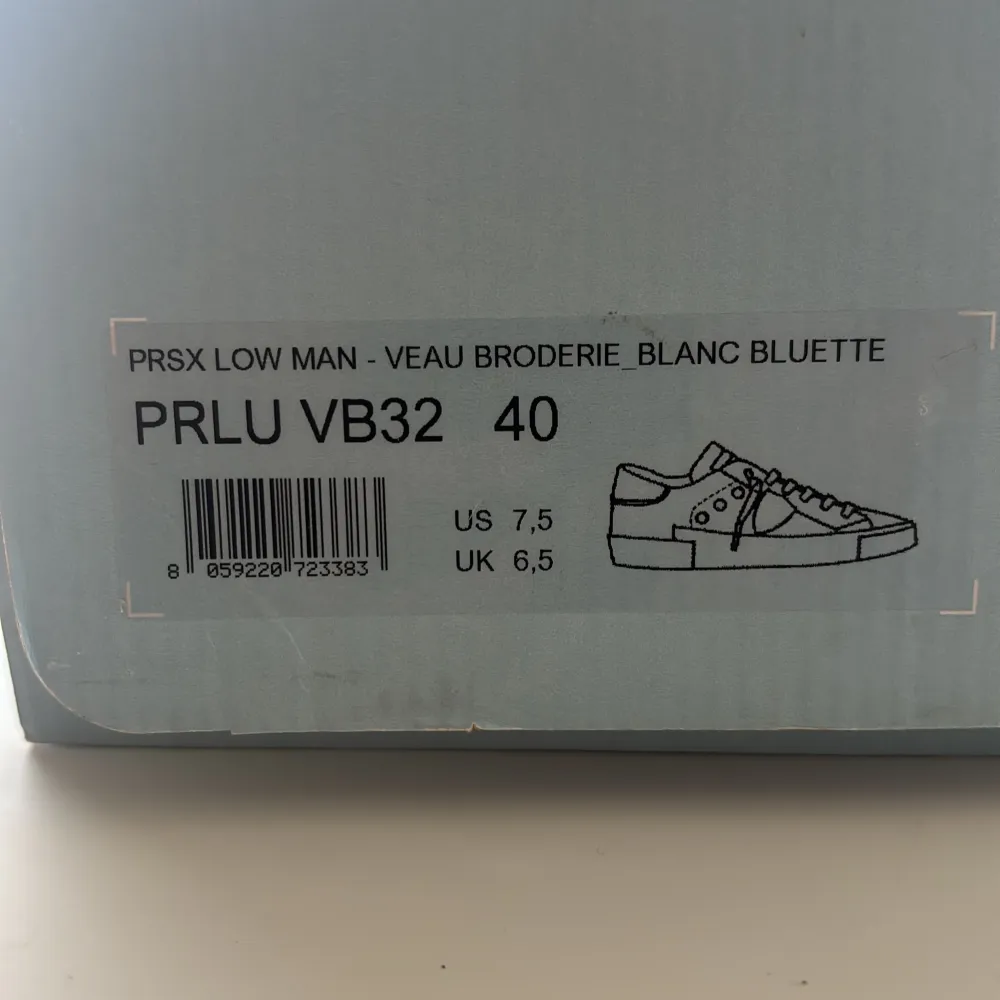 PRSX LOW MAN - VEAU BRODERIE_BLANC BLUETTE
PRLU VB32 40
US 7,5
UK 6,5
8 059220 723383